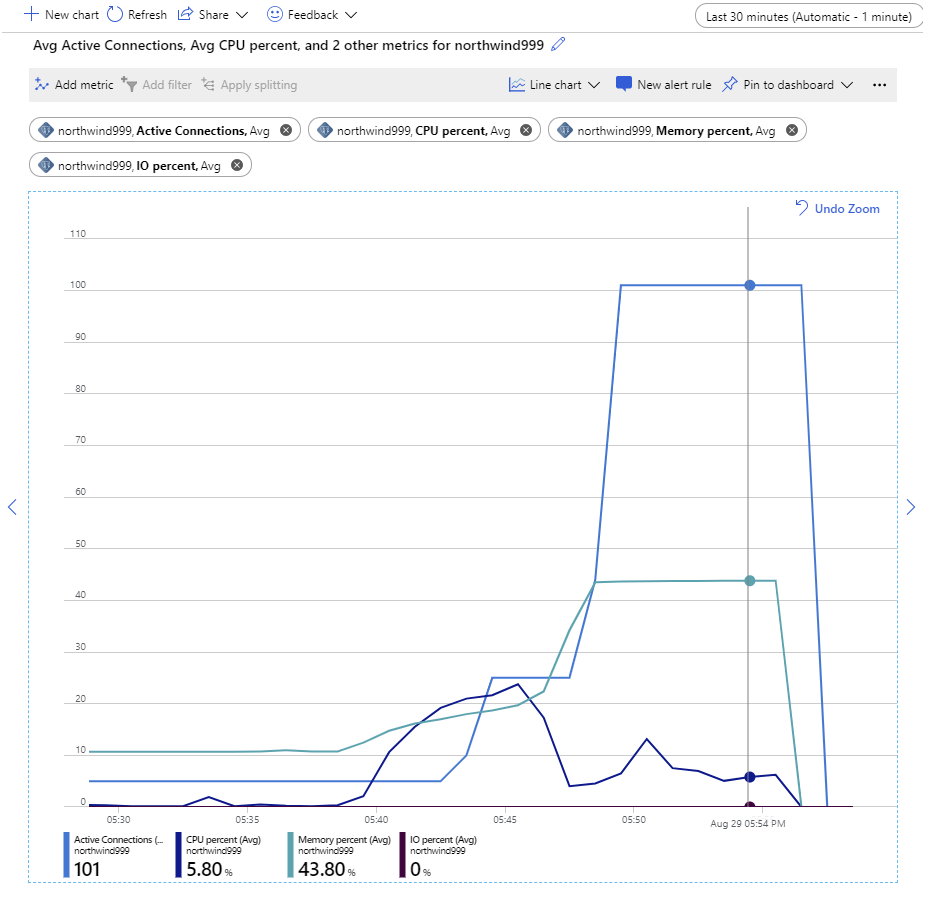 New chart Refresh Share Feedback Last 30 minutes (Automatic - 1 minute)
Avg Active Connections, Avg CPU percent, and 2 other metrics for northwind999
Add metric Add filter Apply splitting Line chart New alert rule Pin to dashboard ...
northwind999, Active Connections, Avg northwind999, CPU percent, Avg northwind999, Memory percent, Avg
northwind999, IO percent, Avg
Undo Zoom
110
100
90
80
70
60
50
40
30
20
10
0
05:30 05:35 05:40 05:45 05:50 Aug 29 05:54 PM
Active Connections (... CPU percent (Avg) Memory percent (Avg) IO percent (Avg)
northwind999 northwind999 northwind999 northwind999
101 5.80 % 43.80 % 0 %